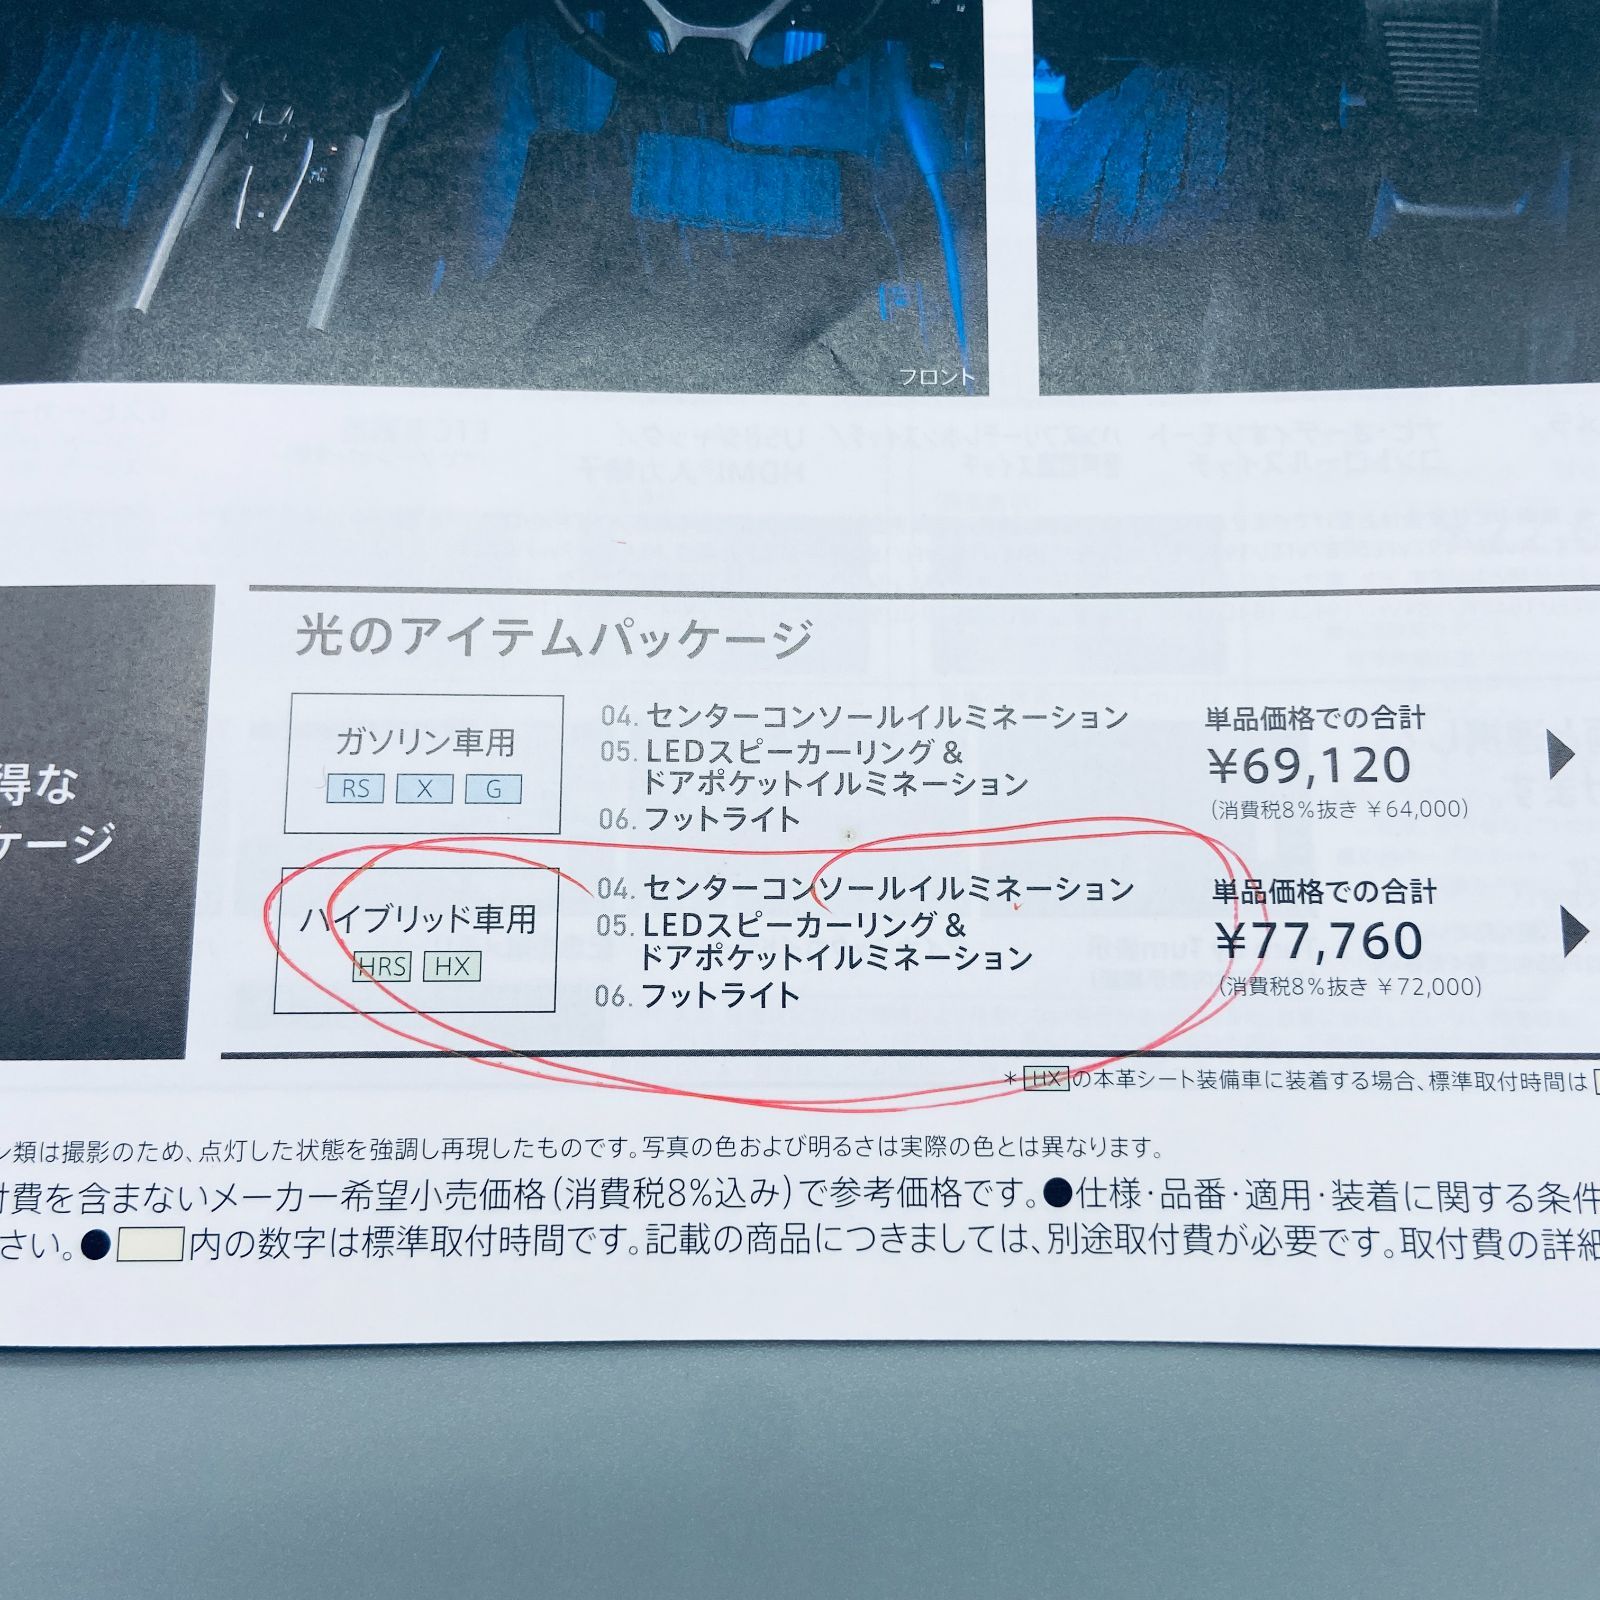 フロント
光のアイテムパッケージ
得な
ケージ
ガソリン車用
RS X G
04. センターコンソールイルミネーション
05. LEDスピーカーリング &
ドアポケットイルミネーション
06. フットライト
単品価格での合計
¥69,120
(消費税8%抜き ¥64,000)
ハイブリッド車用
HRS HX
04. センターコンソールイルミネーション
05. LEDスピーカーリング &
ドアポケットイルミネーション
06. フットライト
単品価格での合計
¥77,760
(消費税8%抜き ¥72,000)
* HX の本革シート装備車に装着する場合、標準取付時間は
ン類は撮影のため、点灯した状態を強調し再現したものです。写真の色および明るさは実際の色とは異なります。
付費を含まないメーカー希望小売価格(消費税8%込み)で参考価格です。●仕様・品番・適用・装着に関する条件
さい。●内の数字は標準取付時間です。記載の商品につきましては、別途取付費が必要です。取付費の詳細